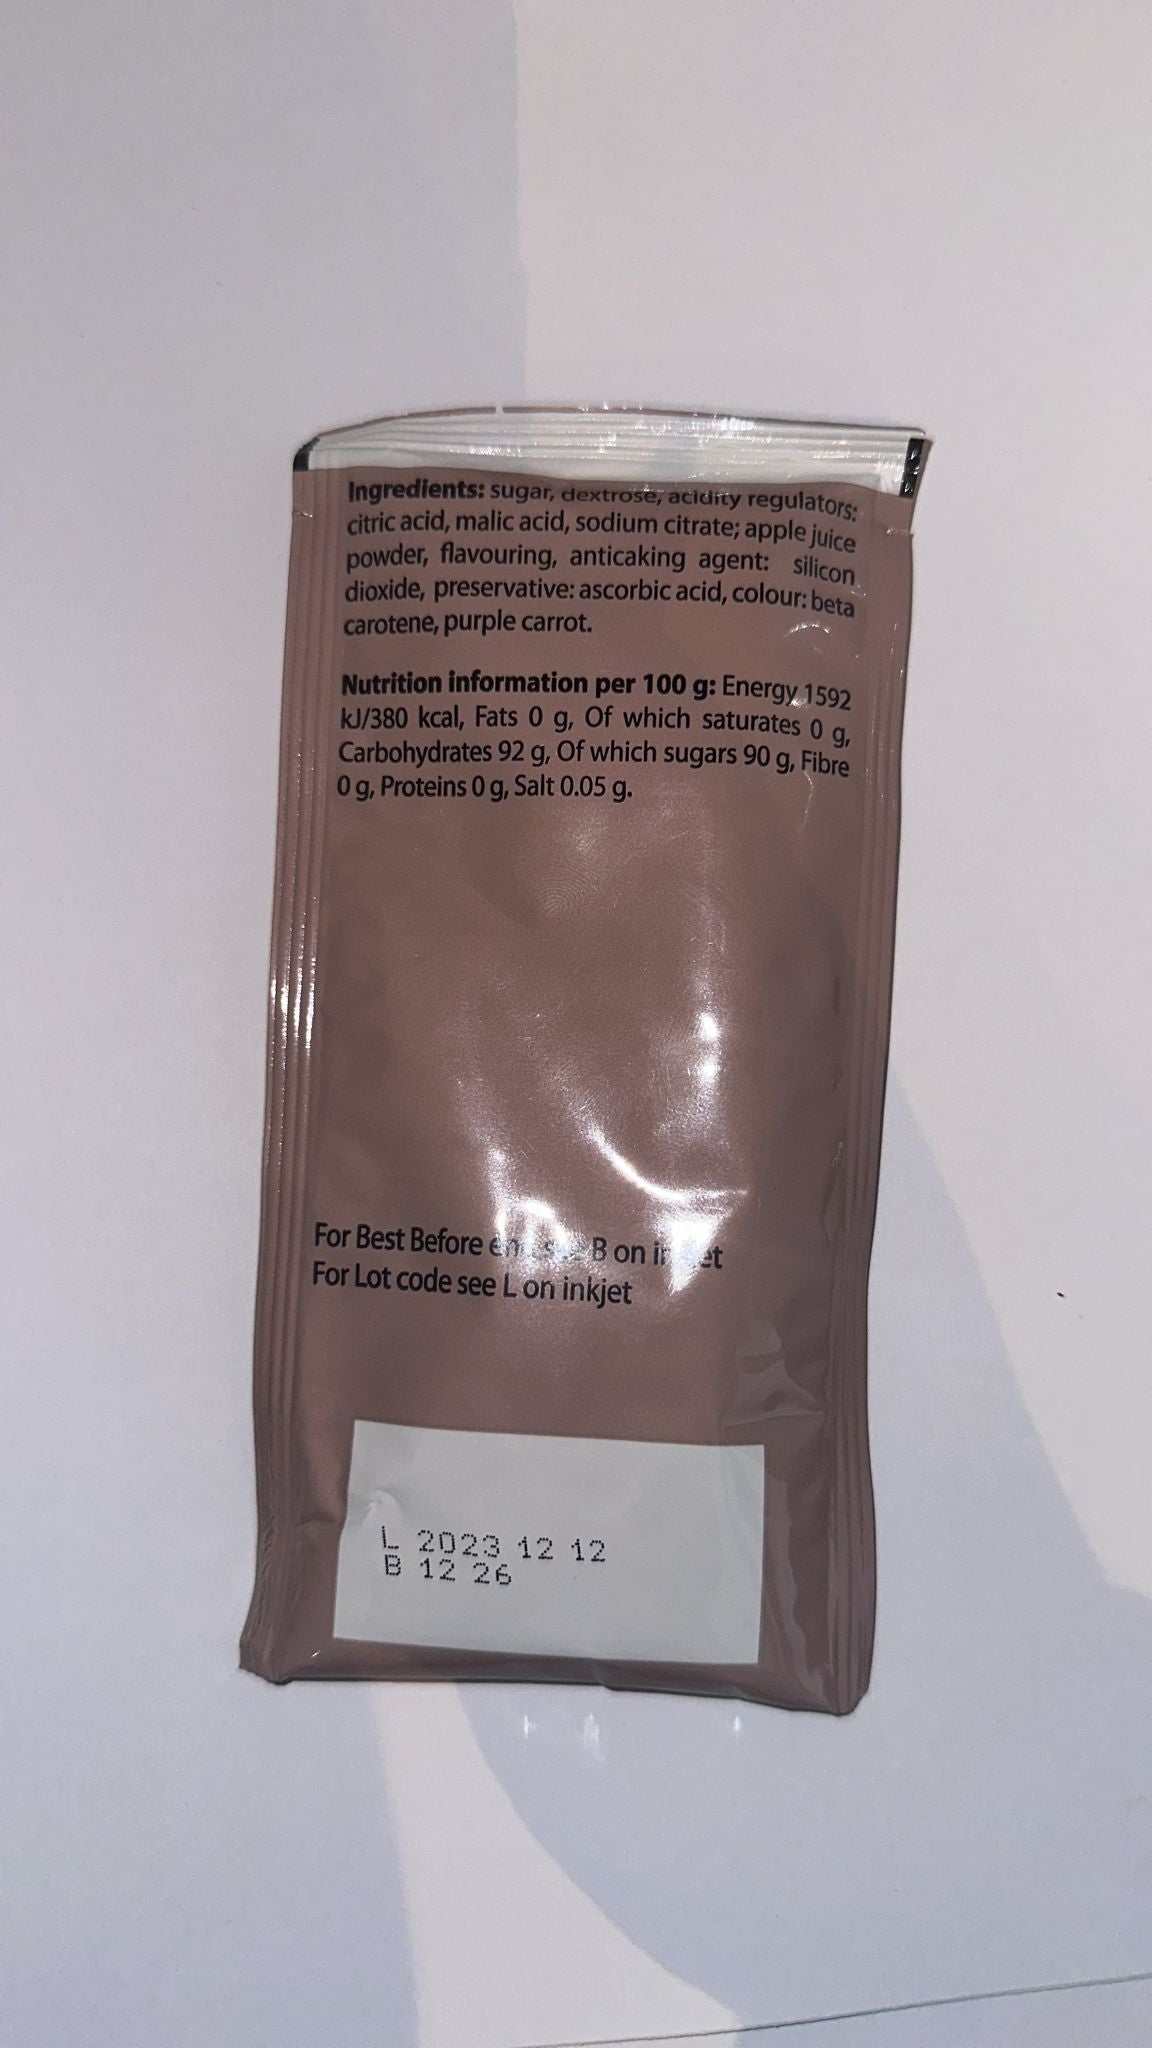 Ingredients: sugar, dextrose, acidity regulators:
citric acid, malic acid, sodium citrate; apple juice
powder, flavouring, anticaking agent: silicon
dioxide, preservative: ascorbic acid, colour: beta
carotene, purple carrot.
Nutrition information per 100 g: Energy 1592
kJ/380 kcal, Fats 0 g, Of which saturates 0 g,
Carbohydrates 92 g, Of which sugars 90 g, Fibre
0 g, Proteins 0 g, Salt 0.05 g.
For Best Before end see B on inkjet
For Lot code see L on inkjet
L 2023 12 12
B 12 26